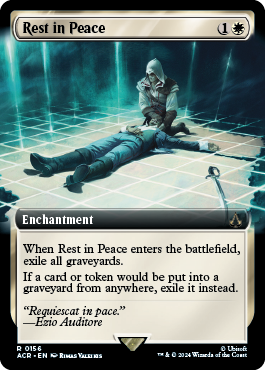 Rest in Peace 1
Enchantment
When Rest in Peace enters the battlefield,
exile all graveyards.
If a card or token would be put into a
graveyard from anywhere, exile it instead.
“Requiescat in pace.”
—Ezio Auditore
R 0156
ACR • EN Rimas Valeikis
© Ubisoft
™ & © 2024 Wizards of the Coast